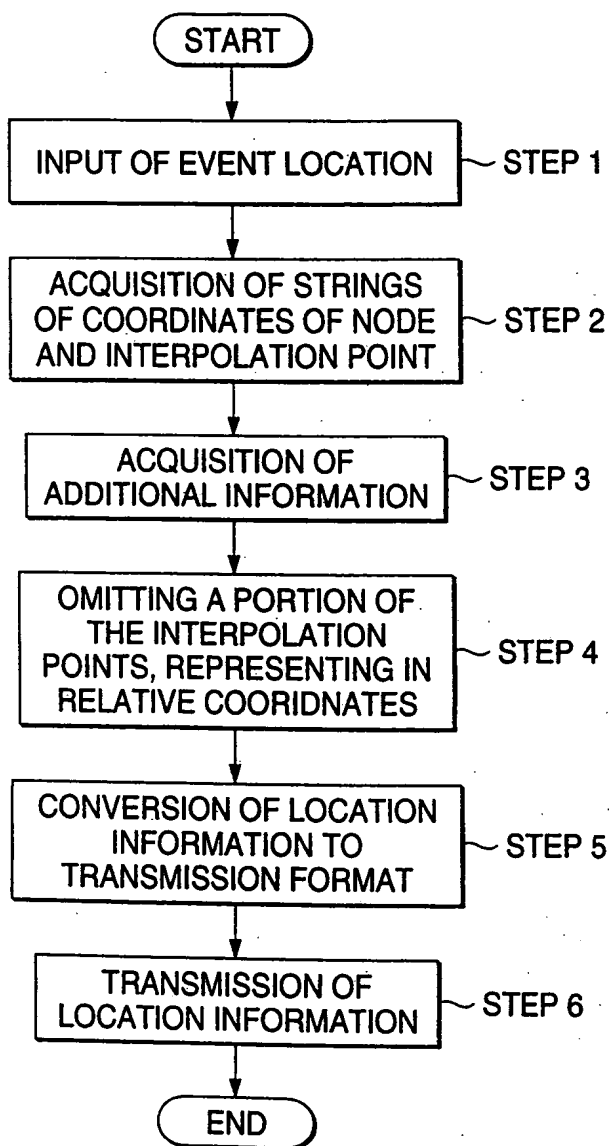 START
INPUT OF EVENT LOCATION
STEP 1
ACQUISITION OF STRINGS
OF COORDINATES OF NODE
AND INTERPOLATION POINT
STEP 2
ACQUISITION OF
ADDITIONAL INFORMATION
STEP 3
OMITTING A PORTION OF
THE INTERPOLATION
POINTS, REPRESENTING IN
RELATIVE COORIDNATES
STEP 4
CONVERSION OF LOCATION
INFORMATION TO
TRANSMISSION FORMAT
STEP 5
TRANSMISSION OF
LOCATION INFORMATION
STEP 6
END